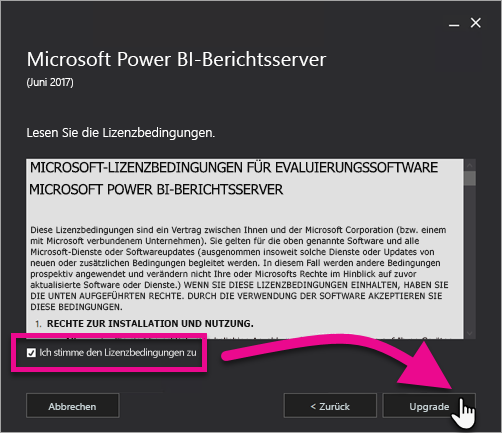 Microsoft Power BI-Berichtsserver
(Juni 2017)
Lesen Sie die Lizenzbedingungen.
MICROSOFT-LIZENZBEDINGUNGEN FÜR EVALUIERUNGSSOFTWARE
MICROSOFT POWER BI-BERICHTSSERVER
Diese Lizenzbedingungen sind ein Vertrag zwischen Ihnen und der Microsoft Corporation (bzw. einem
mit Microsoft verbundenem Unternehmen). Sie gelten für die oben genannte Software und alle
Microsoft-Dienste oder Softwareupdates (ausgenommen insoweit solche Dienste oder Updates von
neuen oder zusätzlichen Bedingungen begleitet werden. In diesem Fall werden andere Bedingungen
prospektiv angewendet und verändern nicht Ihre oder Microsofts Rechte im Hinblick auf zuvor
aktualisierte Software oder Dienste.) WENN SIE DIESE LIZENZBEDINGUNGEN EINHALTEN, HABEN SIE
DIE UNTEN AUFGEFÜHRTEN RECHTE. DURCH DIE VERWENDUNG DER SOFTWARE AKZEPTIEREN SIE
DIESE BEDINGUNGEN.
1. RECHTE ZUR INSTALLATION UND NUTZUNG.
Ich stimme den Lizenzbedingungen zu
Abbrechen
< Zurück
Upgrade